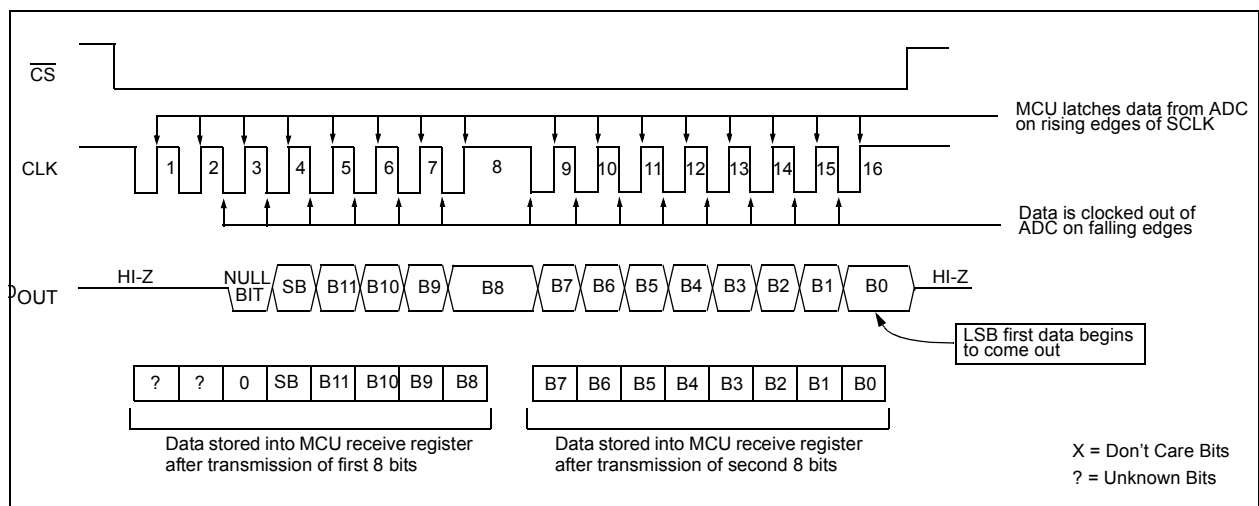 CS
MCU latches data from ADC
on rising edges of SCLK
CLK
1 2 3 4 5 6 7 8 9 10 11 12 13 14 15 16
Data is clocked out of
ADC on falling edges
HI-Z
NULL
BIT
SB B11 B10 B9 B8 B7 B6 B5 B4 B3 B2 B1 B0
HI-Z
OUT
LSB first data begins
to come out
? ? 0 SB B11 B10 B9 B8
B7 B6 B5 B4 B3 B2 B1 B0
Data stored into MCU receive register
after transmission of first 8 bits
Data stored into MCU receive register
after transmission of second 8 bits
X = Don't Care Bits
? = Unknown Bits